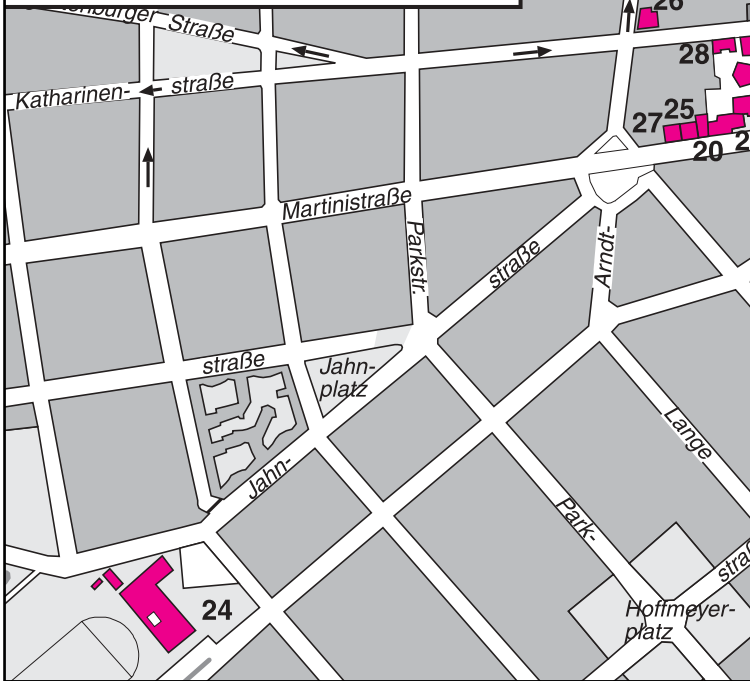 Straße
26
28
Katharinen- straße
25
27
20
Martinistraße
Parkstr.
straße
Arndt-
straße
Jahn-
platz
Lange
Jahn-
Park-
24
Hoffmeyer-
platz